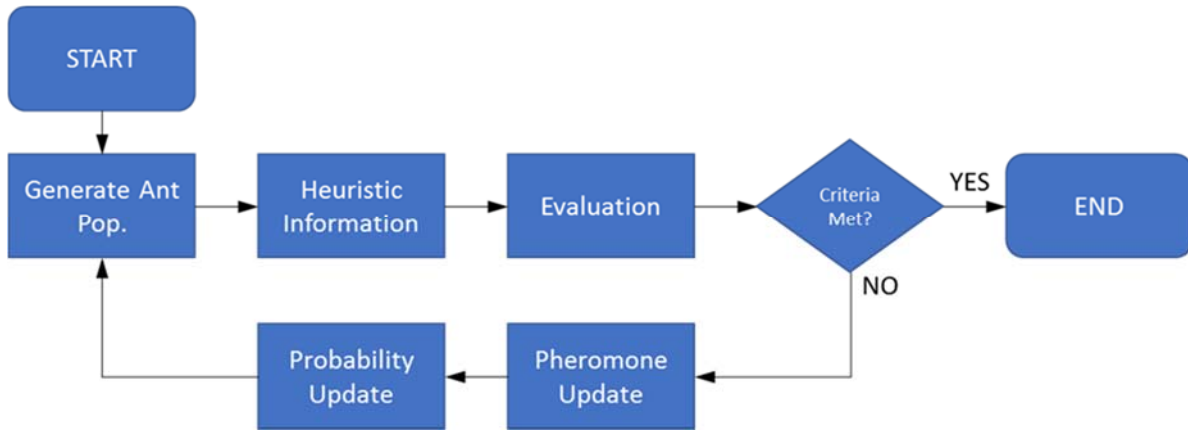 START
Generate Ant
Pop.
Heuristic
Information
Evaluation
Criteria
Met?
YES
END
NO
Probability
Update
Pheromone
Update